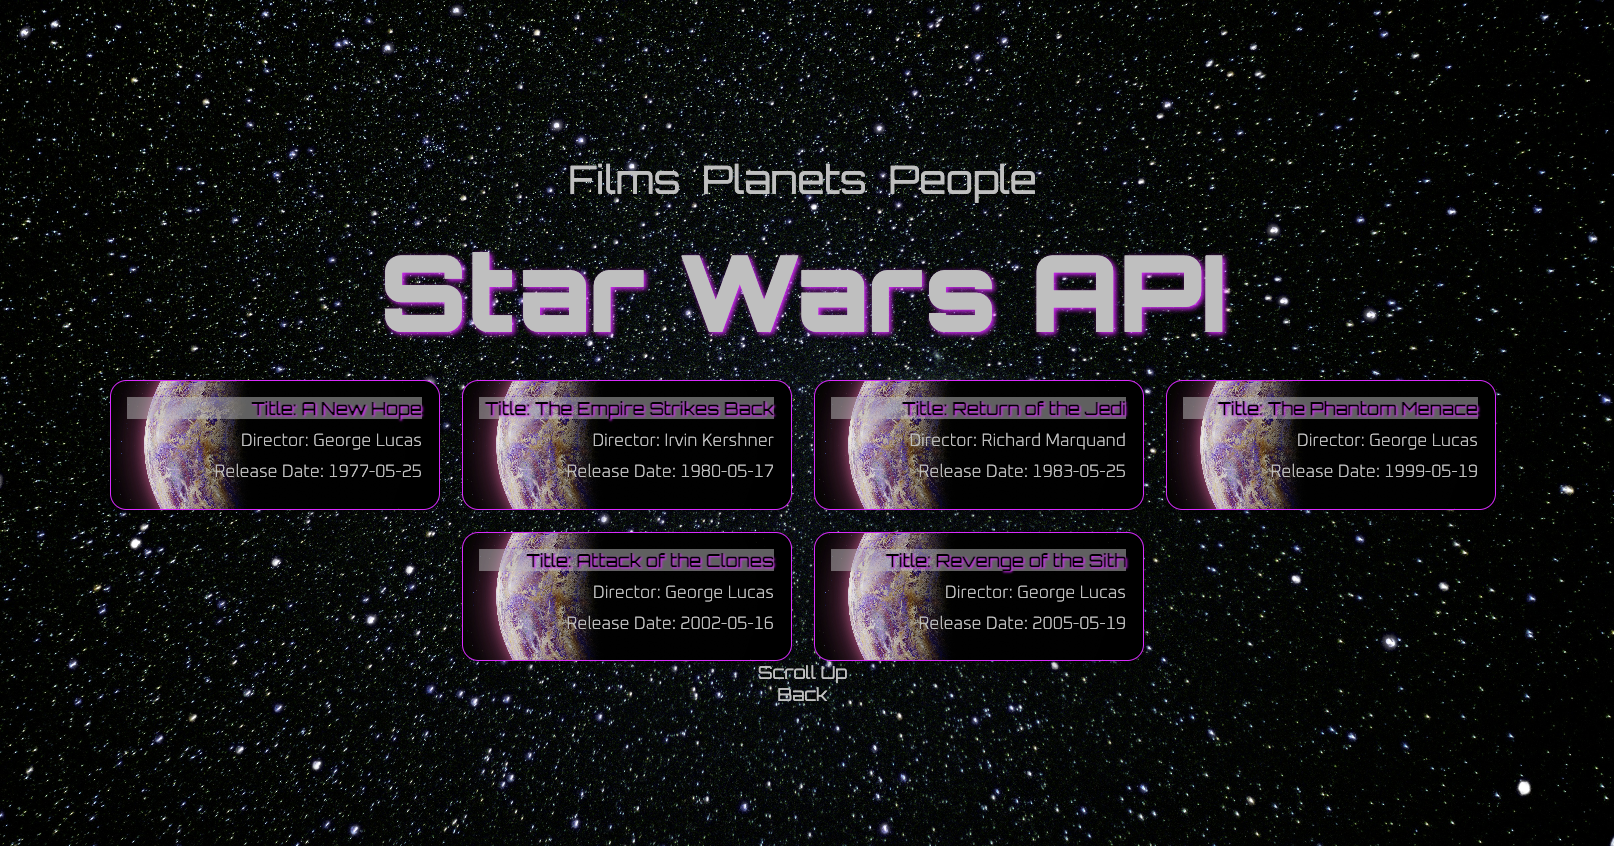 Films Planets People
Star Wars API
Title: A New Hope
Director: George Lucas
Release Date: 1977-05-25
Title: The Empire Strikes Back
Director: Irvin Kershner
Release Date: 1980-05-17
Title: Return of the Jedi
Director: Richard Marquand
Release Date: 1983-05-25
Title: The Phantom Menace
Director: George Lucas
Release Date: 1999-05-19
Title: Attack of the Clones
Director: George Lucas
Release Date: 2002-05-16
Title: Revenge of the Sith
Director: George Lucas
Release Date: 2005-05-19
Scroll Up
Back